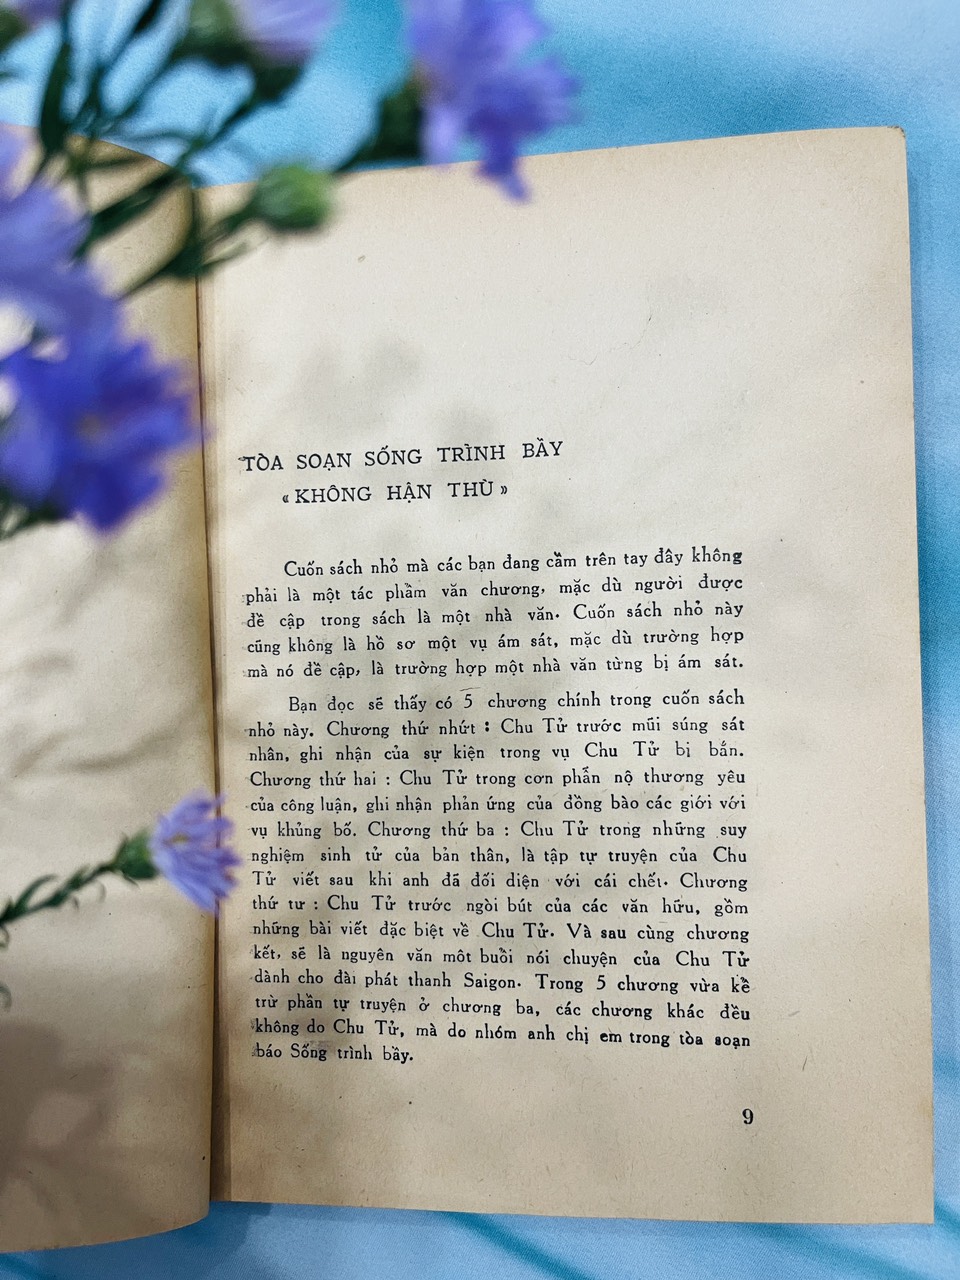 TÒA SOẠN SỐNG TRÌNH BẦY
« KHÔNG HẬN THÙ »
Cuốn sách nhỏ mà các bạn đang cầm trên tay đây không
phải là một tác phẩm văn chương, mặc dù người được
đề cập trong sách là một nhà văn. Cuốn sách nhỏ này
cũng không là hồ sơ một vụ ám sát, mặc dù trường hợp
mà nó đề cập, là trường hợp một nhà văn từng bị ám sát.
Bạn đọc sẽ thấy có 5 chương chính trong cuốn sách
nhỏ này. Chương thứ nhứt : Chu Tử trước mũi súng sát
nhân, ghi nhận của sự kiện trong vụ Chu Tử bị bắn.
Chương thứ hai : Chu Tử trong cơn phẫn nộ thương yêu
của công luận, ghi nhận phản ứng của đồng bào các giới với
vụ khủng bố. Chương thứ ba : Chu Tử trong những suy
nghiệm sinh tử của bản thân, là tập tự truyện của Chu
Tử viết sau khi anh đã đối diện với cái chết. Chương
thứ tư : Chu Tử trước ngòi bút của các văn hữu, gồm
những bài viết đặc biệt về Chu Tử. Và sau cùng chương
kết, sẽ là nguyên văn môt buổi nói chuyện của Chu Tử
dành cho đài phát thanh Saigon. Trong 5 chương vừa kể
trừ phần tự truyện ở chương ba, các chương khác đều
không do Chu Tử, mà do nhóm anh chị em trong tòa soạn
báo Sống trình bầy.
9